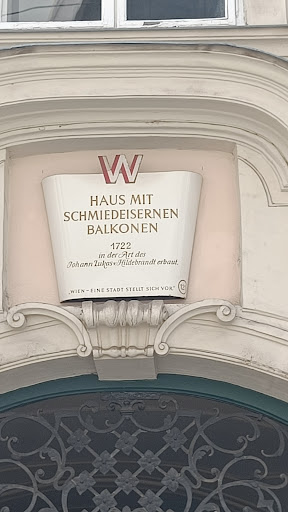 W
HAUS MIT
SCHMIEDEISERNEN
BALKONEN
1722
in der Art des
Johann Lukas v Hildebrandt erbaut.
„WIEN – EINE STADT STELLT SICH VOR"